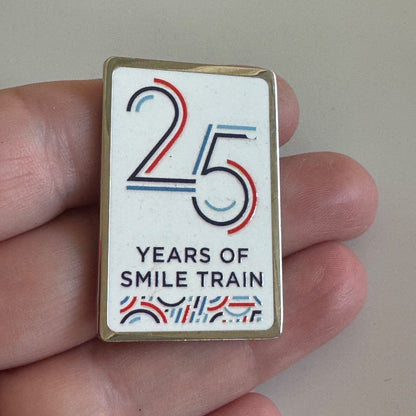 25
YEARS OF
SMILE TRAIN